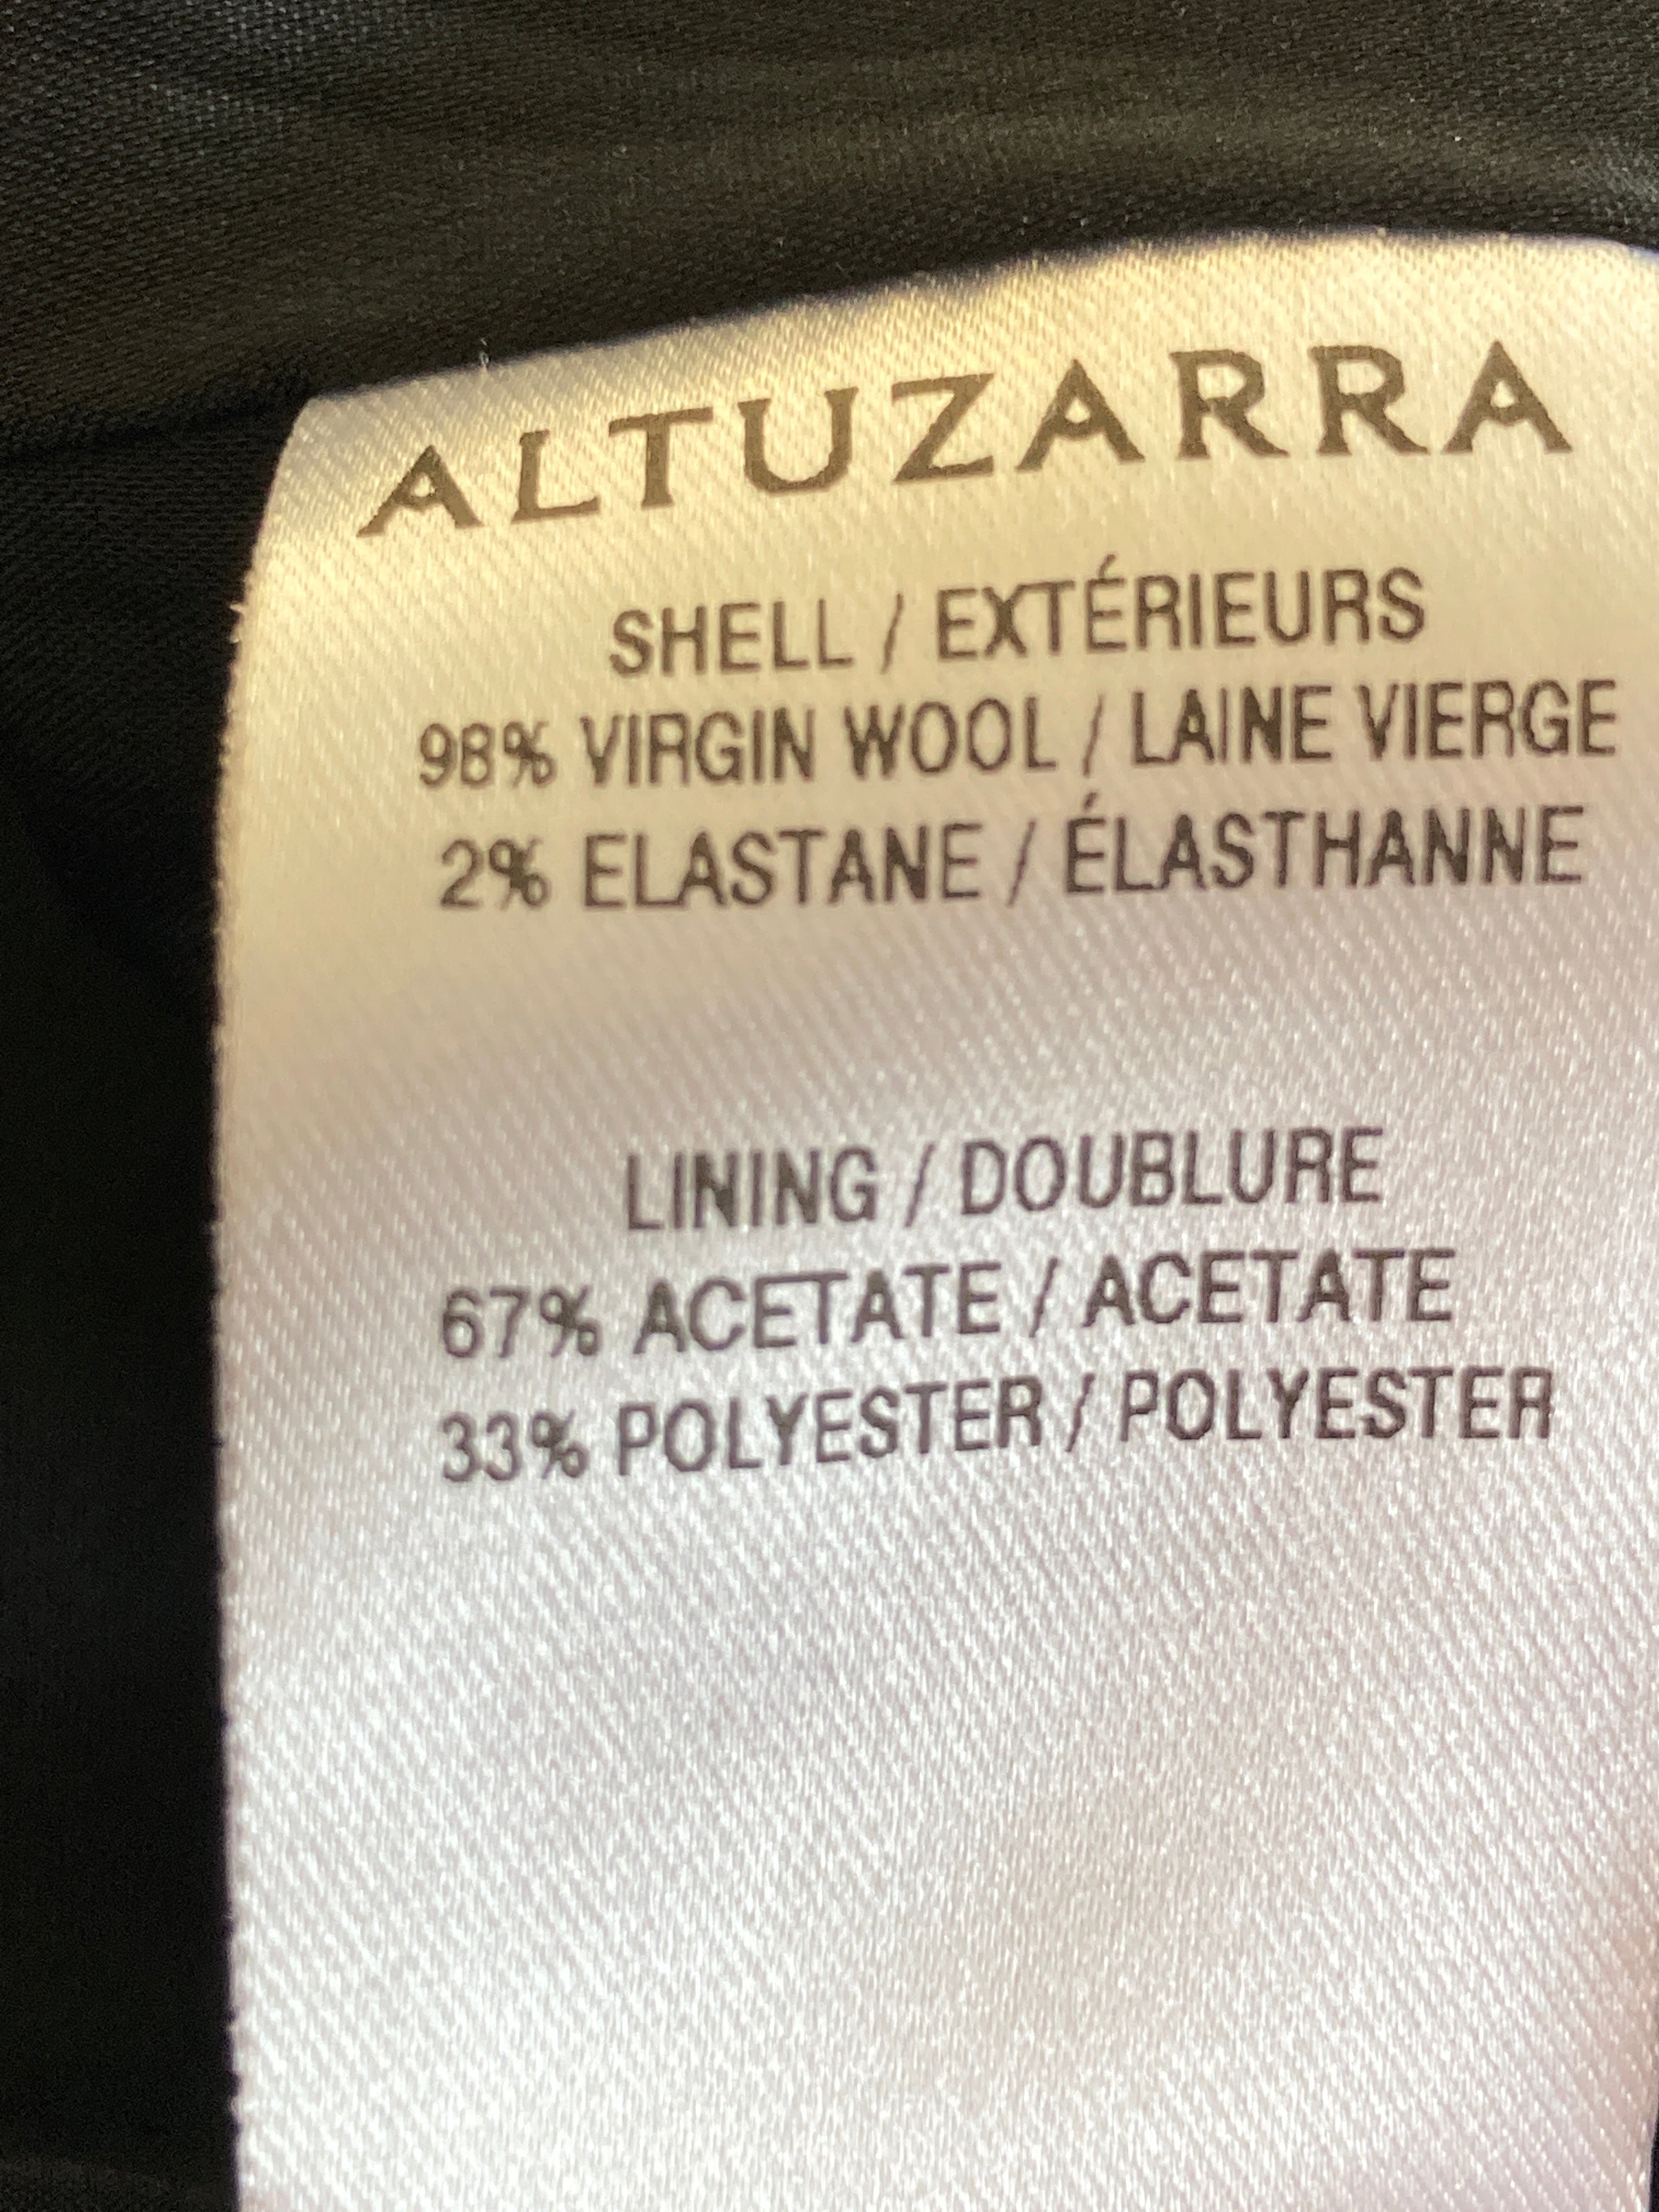 ALTUZARRA
SHELL / EXTÉRIEURS
98% VIRGIN WOOL / LAINE VIERGE
2% ELASTANE / ÉLASTHANNE
LINING / DOUBLURE
67% ACETATE / ACETATE
33% POLYESTER / POLYESTER